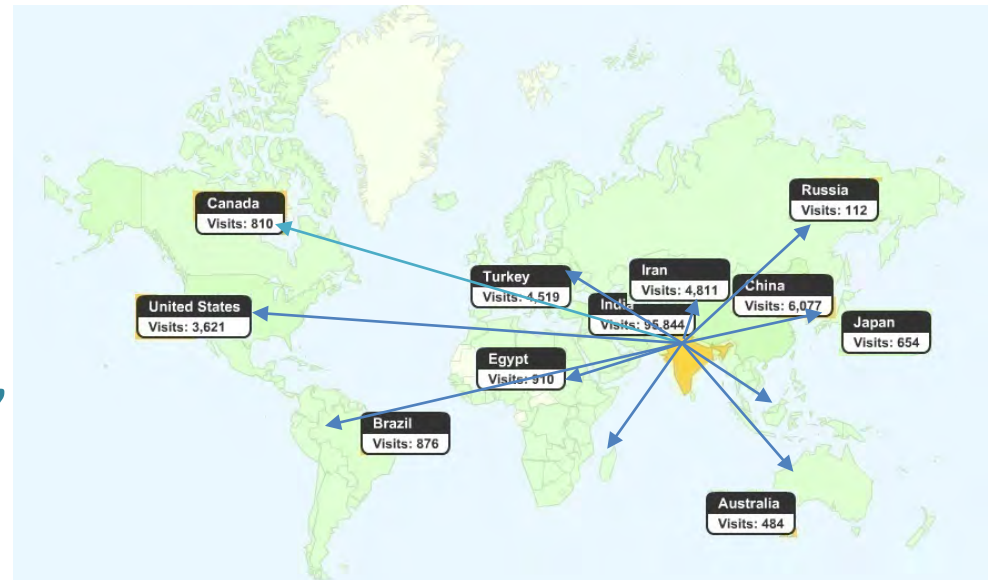 Canada
Visits: 810
Russia
Visits: 112
Turkey
Visits: 4,519
Iran
Visits: 4,811
China
Visits: 6,077
United States
Visits: 3,621
India
Visits: 95,844
Japan
Visits: 654
Egypt
Visits: 910
Brazil
Visits: 876
Australia
Visits: 484